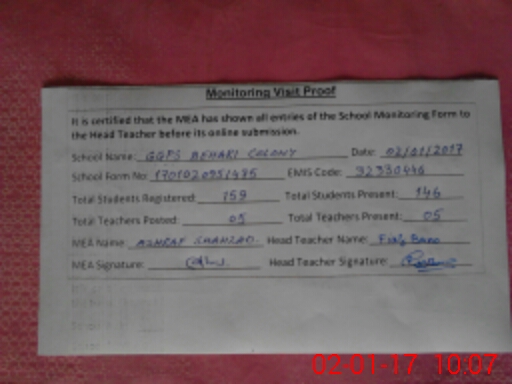 Monitoring Visit Proof
It is certified that the MEA has shown all entries of the School Monitoring Form to
the Head Teacher before its online submission.
School Name: GGPS BEHARI COLONY Date: 02/01/2017
School Form No: EMIS Code: 32330446
Total Students Registered: 159 Total Students Present: 146
Total Teachers Posted: 05 Total Teachers Present: 05
MEA Name: ASHRAF SHAHZAD Head Teacher Name: Bano
MEA Signature: Head Teacher Signature:
02-01-17 10:07